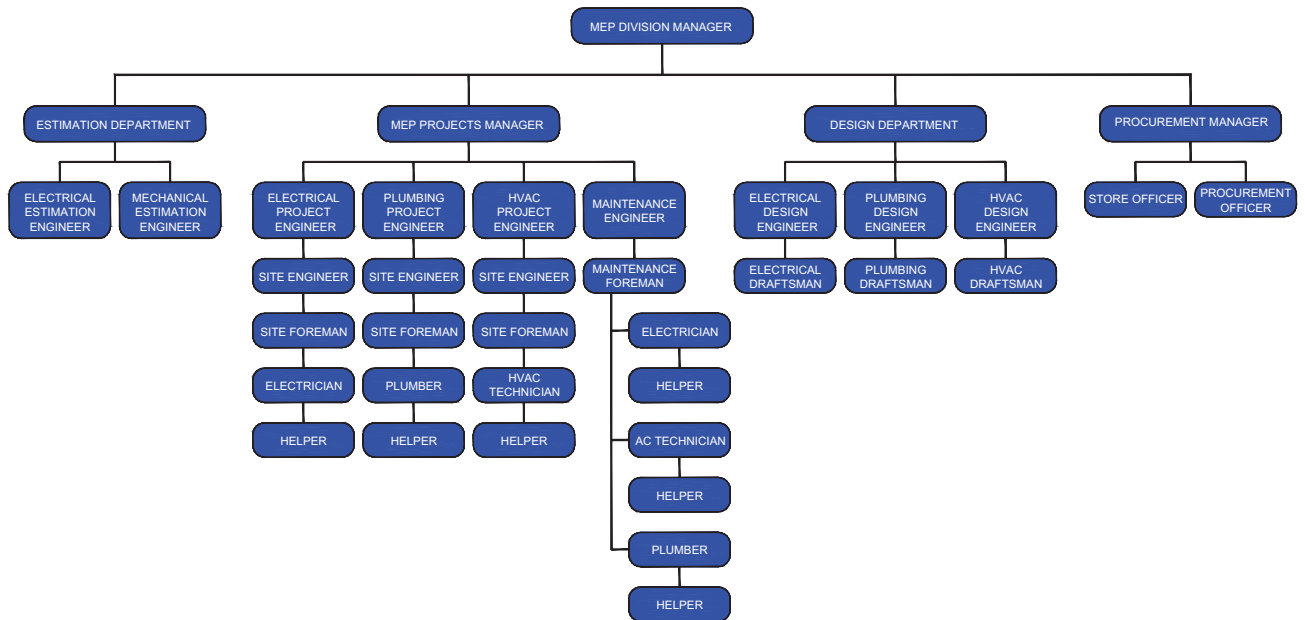 MEP DIVISION MANAGER
ESTIMATION DEPARTMENT
MEP PROJECTS MANAGER
DESIGN DEPARTMENT
PROCUREMENT MANAGER
ELECTRICAL
ESTIMATION
ENGINEER
MECHANICAL
ESTIMATION
ENGINEER
ELECTRICAL
PROJECT
ENGINEER
PLUMBING
PROJECT
ENGINEER
HVAC
PROJECT
ENGINEER
MAINTENANCE
ENGINEER
ELECTRICAL
DESIGN
ENGINEER
PLUMBING
DESIGN
ENGINEER
HVAC
DESIGN
ENGINEER
STORE OFFICER
PROCUREMENT
OFFICER
SITE ENGINEER
SITE ENGINEER
SITE ENGINEER
MAINTENANCE
FOREMAN
ELECTRICAL
DRAFTSMAN
PLUMBING
DRAFTSMAN
HVAC
DRAFTSMAN
SITE FOREMAN
SITE FOREMAN
SITE FOREMAN
ELECTRICIAN
ELECTRICIAN
PLUMBER
HVAC
TECHNICIAN
HELPER
HELPER
HELPER
HELPER
AC TECHNICIAN
HELPER
PLUMBER
HELPER